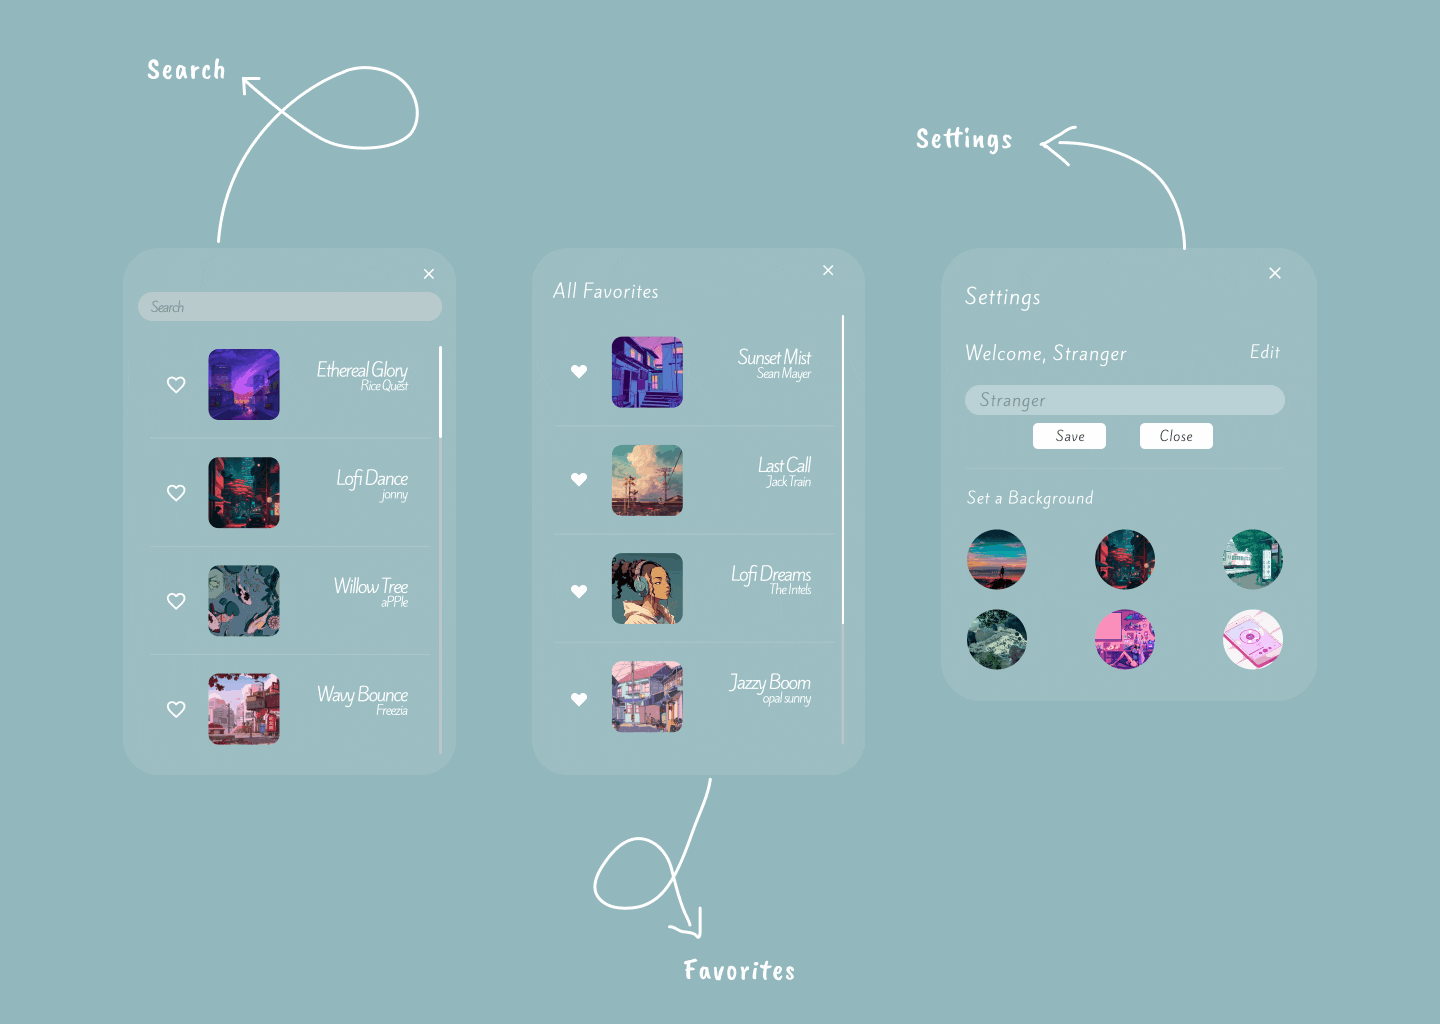 Search
Settings
Search
Ethereal Glory
Rice Quest
Lofi Dance
jonny
Willow Tree
aPPle
Wavy Bounce
Freezia
All Favorites
Sunset Mist
Sean Mayer
Last Call
Jack Train
Lofi Dreams
The Intels
Jazzy Boom
opal sunny
Settings
Welcome, Stranger
Edit
Stranger
Save
Close
Set a Background
Favorites